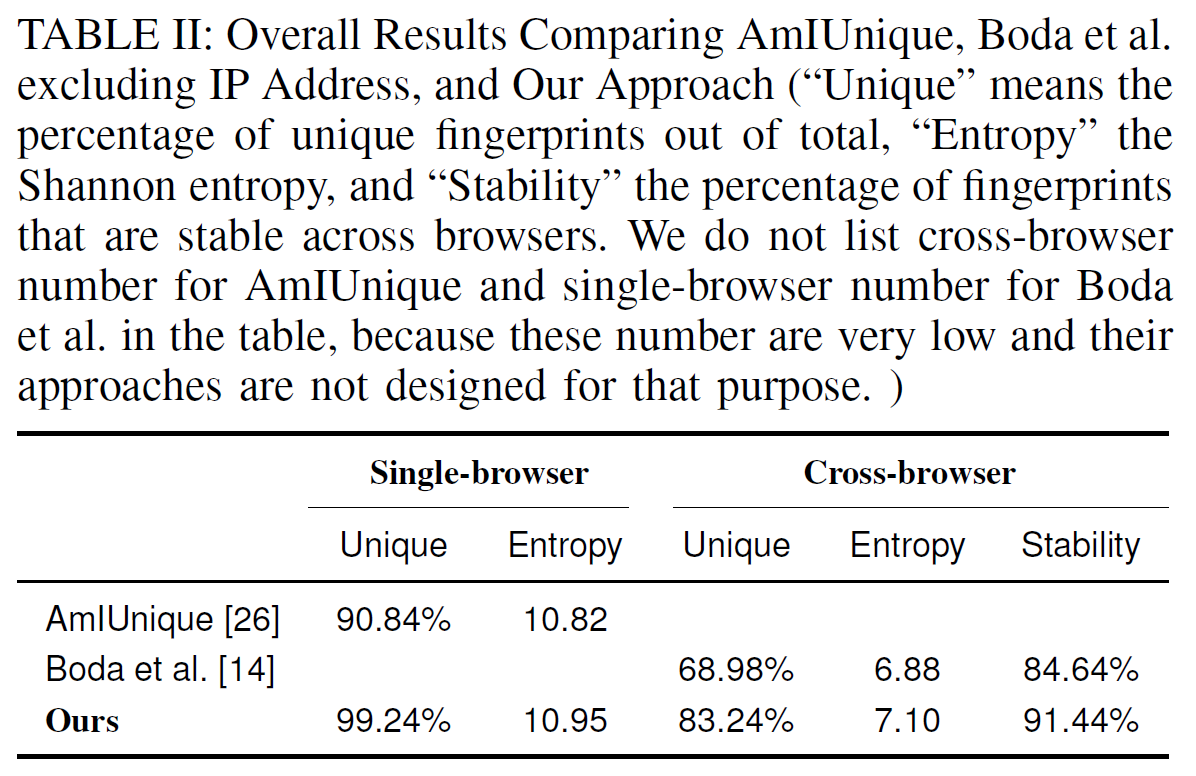 TABLE II: Overall Results Comparing AmIUnique, Boda et al.
excluding IP Address, and Our Approach (“Unique” means the
percentage of unique fingerprints out of total, “Entropy” the
Shannon entropy, and “Stability” the percentage of fingerprints
that are stable across browsers. We do not list cross-browser
number for AmIUnique and single-browser number for Boda
et al. in the table, because these number are very low and their
approaches are not designed for that purpose. )
Single-browser Cross-browser
Unique Entropy Unique Entropy Stability
AmIUnique [26] 90.84% 10.82
Boda et al. [14] 68.98% 6.88 84.64%
Ours 99.24% 10.95 83.24% 7.10 91.44%